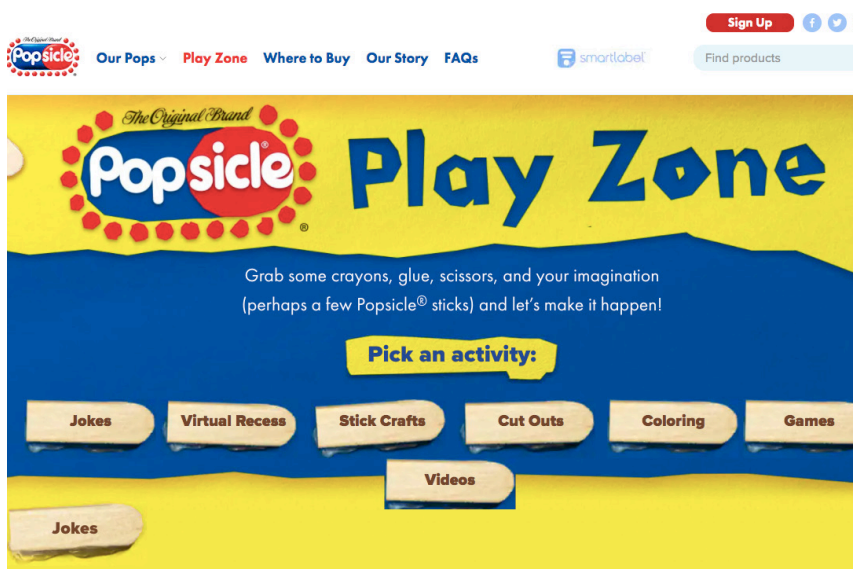 Sign Up
The Original Brand
Popsicle
Our Pops
Play Zone
Where to Buy
Our Story
FAQs
smartlabel
Find products
The Original Brand
Popsicle®
Play Zone
Grab some crayons, glue, scissors, and your imagination
(perhaps a few Popsicle® sticks) and let's make it happen!
Pick an activity:
Jokes
Virtual Recess
Stick Crafts
Cut Outs
Coloring
Games
Videos
Jokes